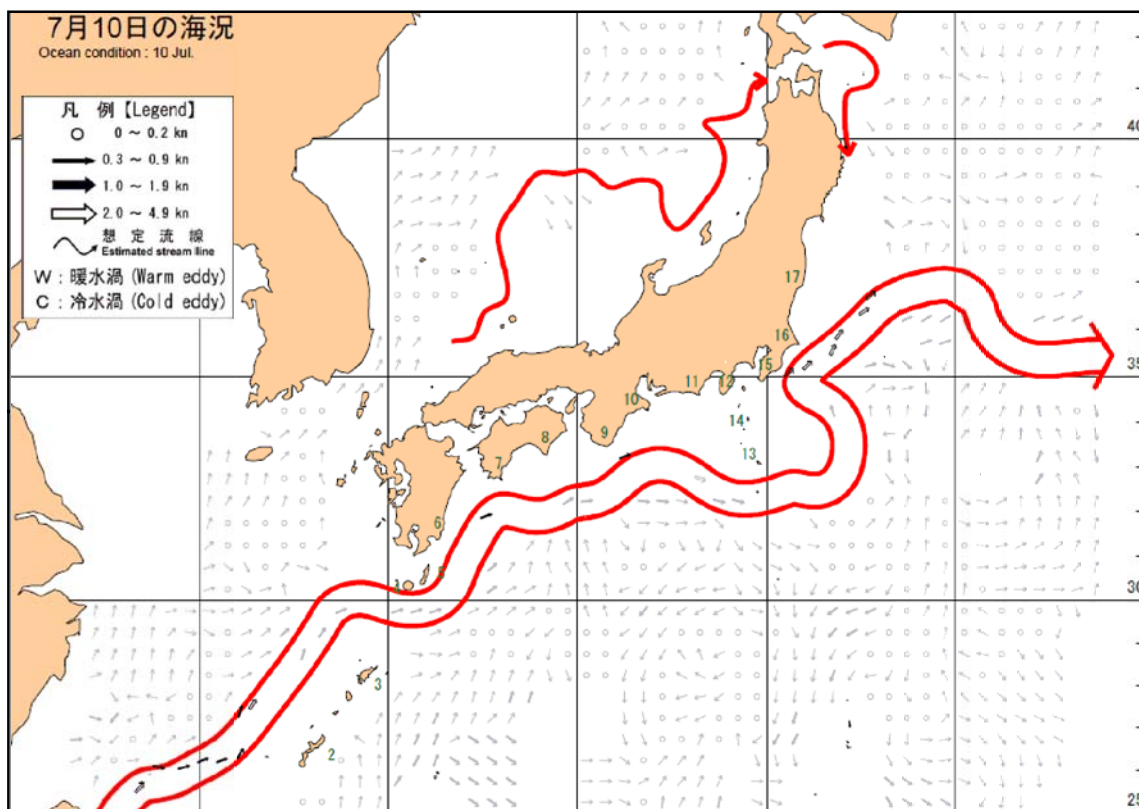 7月10日の海況
Ocean condition : 10 Jul.
凡 例【Legend】
0 ～ 0.2 kn
0.3 ～ 0.9 kn
1.0 ～ 1.9 kn
2.0 ～ 4.9 kn
想 定 流 線
Estimated stream line
W : 暖水渦 (Warm eddy)
C : 冷水渦 (Cold eddy)
40
17
16
15
35
11
12
10
14
9
8
13
7
6
30
3
2
25